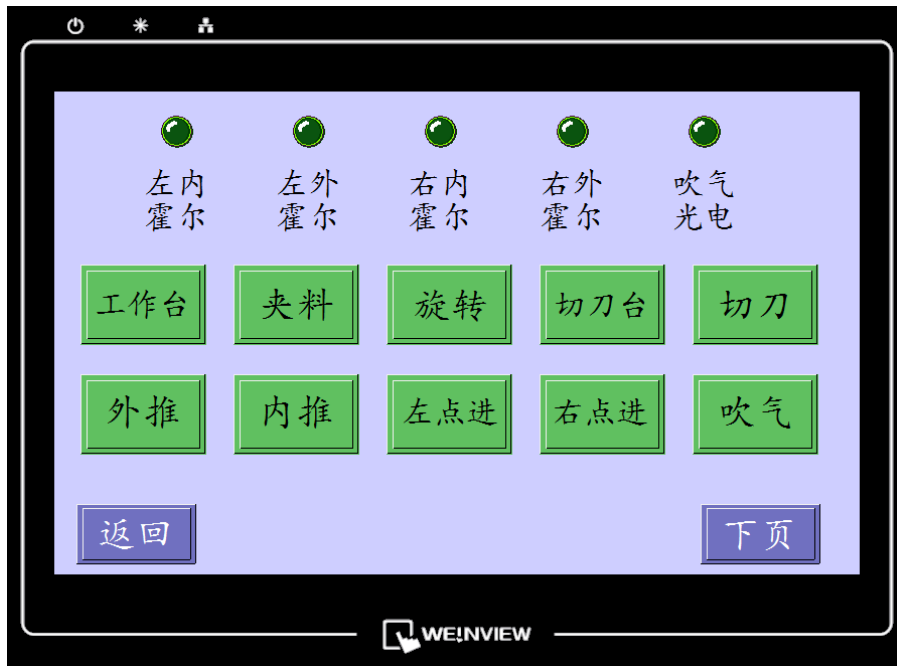 左内 左外 右内 右外 吹气
霍尔 霍尔 霍尔 霍尔 光电
工作台 夹料 旋转 切刀台 切刀
外推 内推 左点进 右点进 吹气
返回 下页
WE!NVIEW